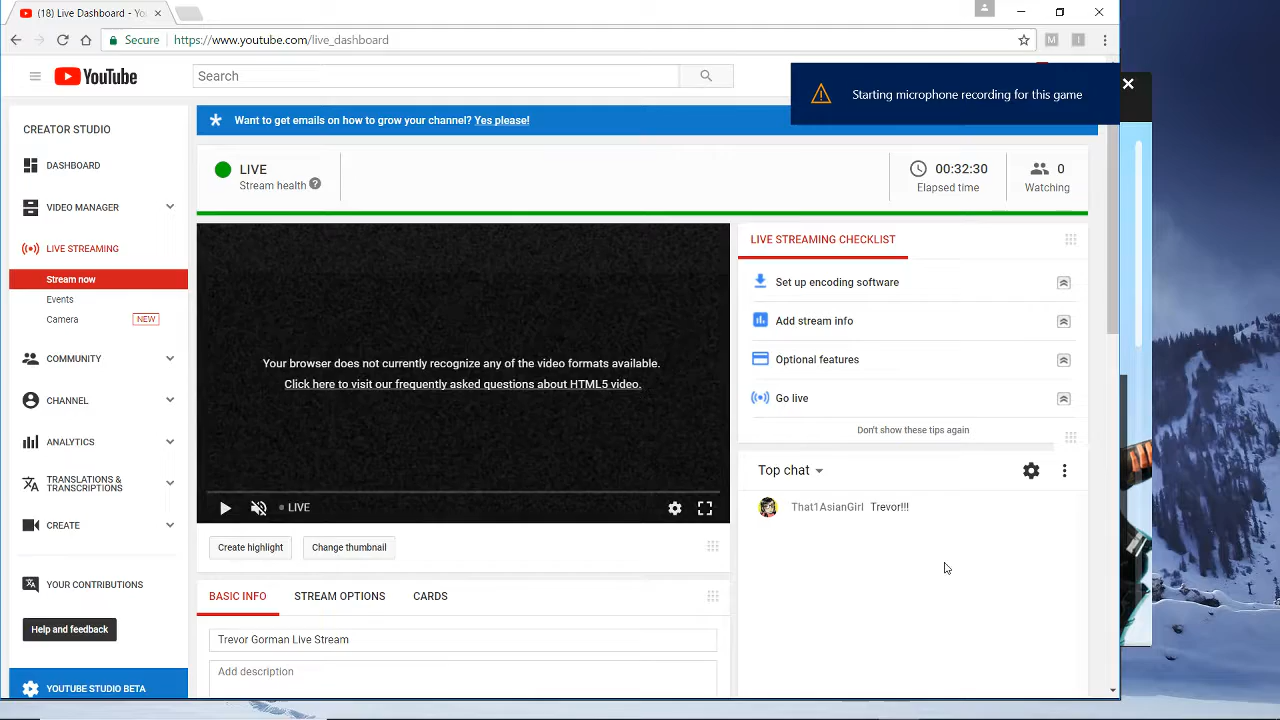 (18) Live Dashboard - Yo
Secure
https://www.youtube.com/live_dashboard
M
I
YouTube
Search
Starting microphone recording for this game
CREATOR STUDIO
Want to get emails on how to grow your channel? Yes please!
DASHBOARD
VIDEO MANAGER
LIVE STREAMING
Stream now
Events
Camera
NEW
COMMUNITY
CHANNEL
ANALYTICS
TRANSLATIONS &
TRANSCRIPTIONS
CREATE
YOUR CONTRIBUTIONS
Help and feedback
YOUTUBE STUDIO BETA
LIVE
Stream health ?
00:32:30
Elapsed time
0
Watching
Your browser does not currently recognize any of the video formats available.
Click here to visit our frequently asked questions about HTML5 video.
LIVE
Create highlight
Change thumbnail
BASIC INFO
STREAM OPTIONS
CARDS
Trevor Gorman Live Stream
Add description
LIVE STREAMING CHECKLIST
Set up encoding software
Add stream info
Optional features
Go live
Don't show these tips again
Top chat
That1AsianGirl Trevor!!!